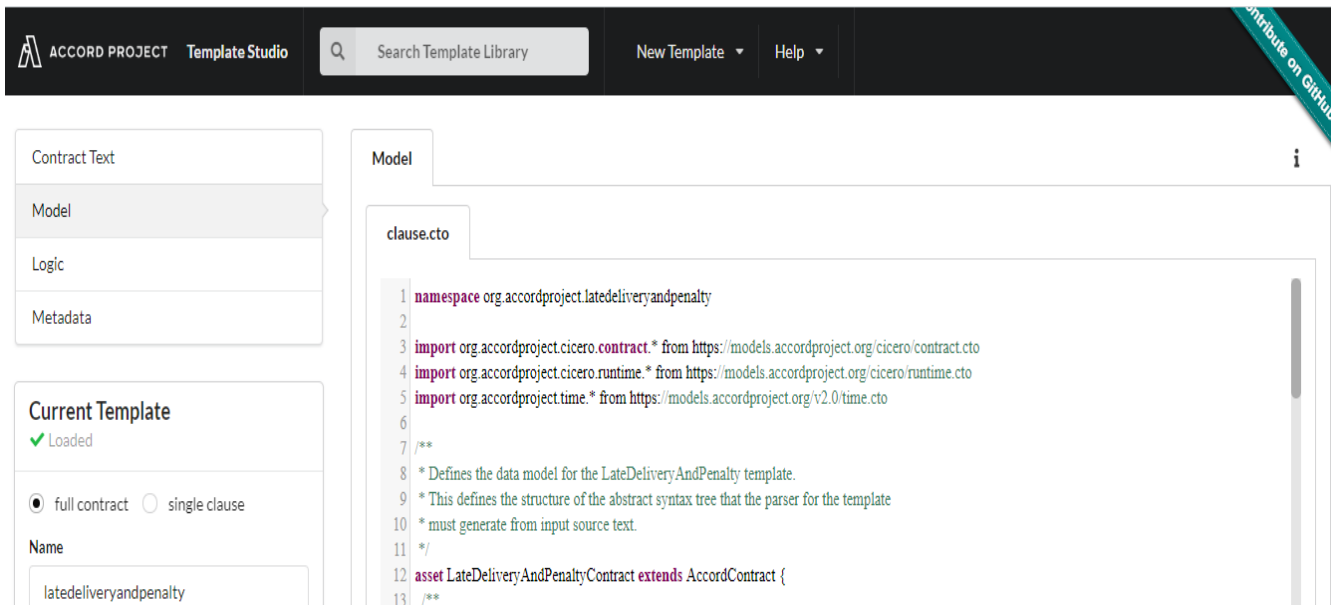 ACCORD PROJECT Template Studio Search Template Library New Template Help
ontribute on GitHub
Contract Text
Model
Logic
Metadata
Current Template
Loaded
full contract single clause
Name
latedeliveryandpenalty
Model
i
clause.cto
1 namespace org.accordproject.latedeliveryandpenalty
2
3 import org.accordproject.cicero.contract.* from https://models.accordproject.org/cicero/contract.cto
4 import org.accordproject.cicero.runtime.* from https://models.accordproject.org/cicero/runtime.cto
5 import org.accordproject.time.* from https://models.accordproject.org/v2.0/time.cto
6
7 /**
8 * Defines the data model for the LateDeliveryAndPenalty template.
9 * This defines the structure of the abstract syntax tree that the parser for the template
10 * must generate from input source text.
11 */
12 asset LateDeliveryAndPenaltyContract extends AccordContract {
13 /**